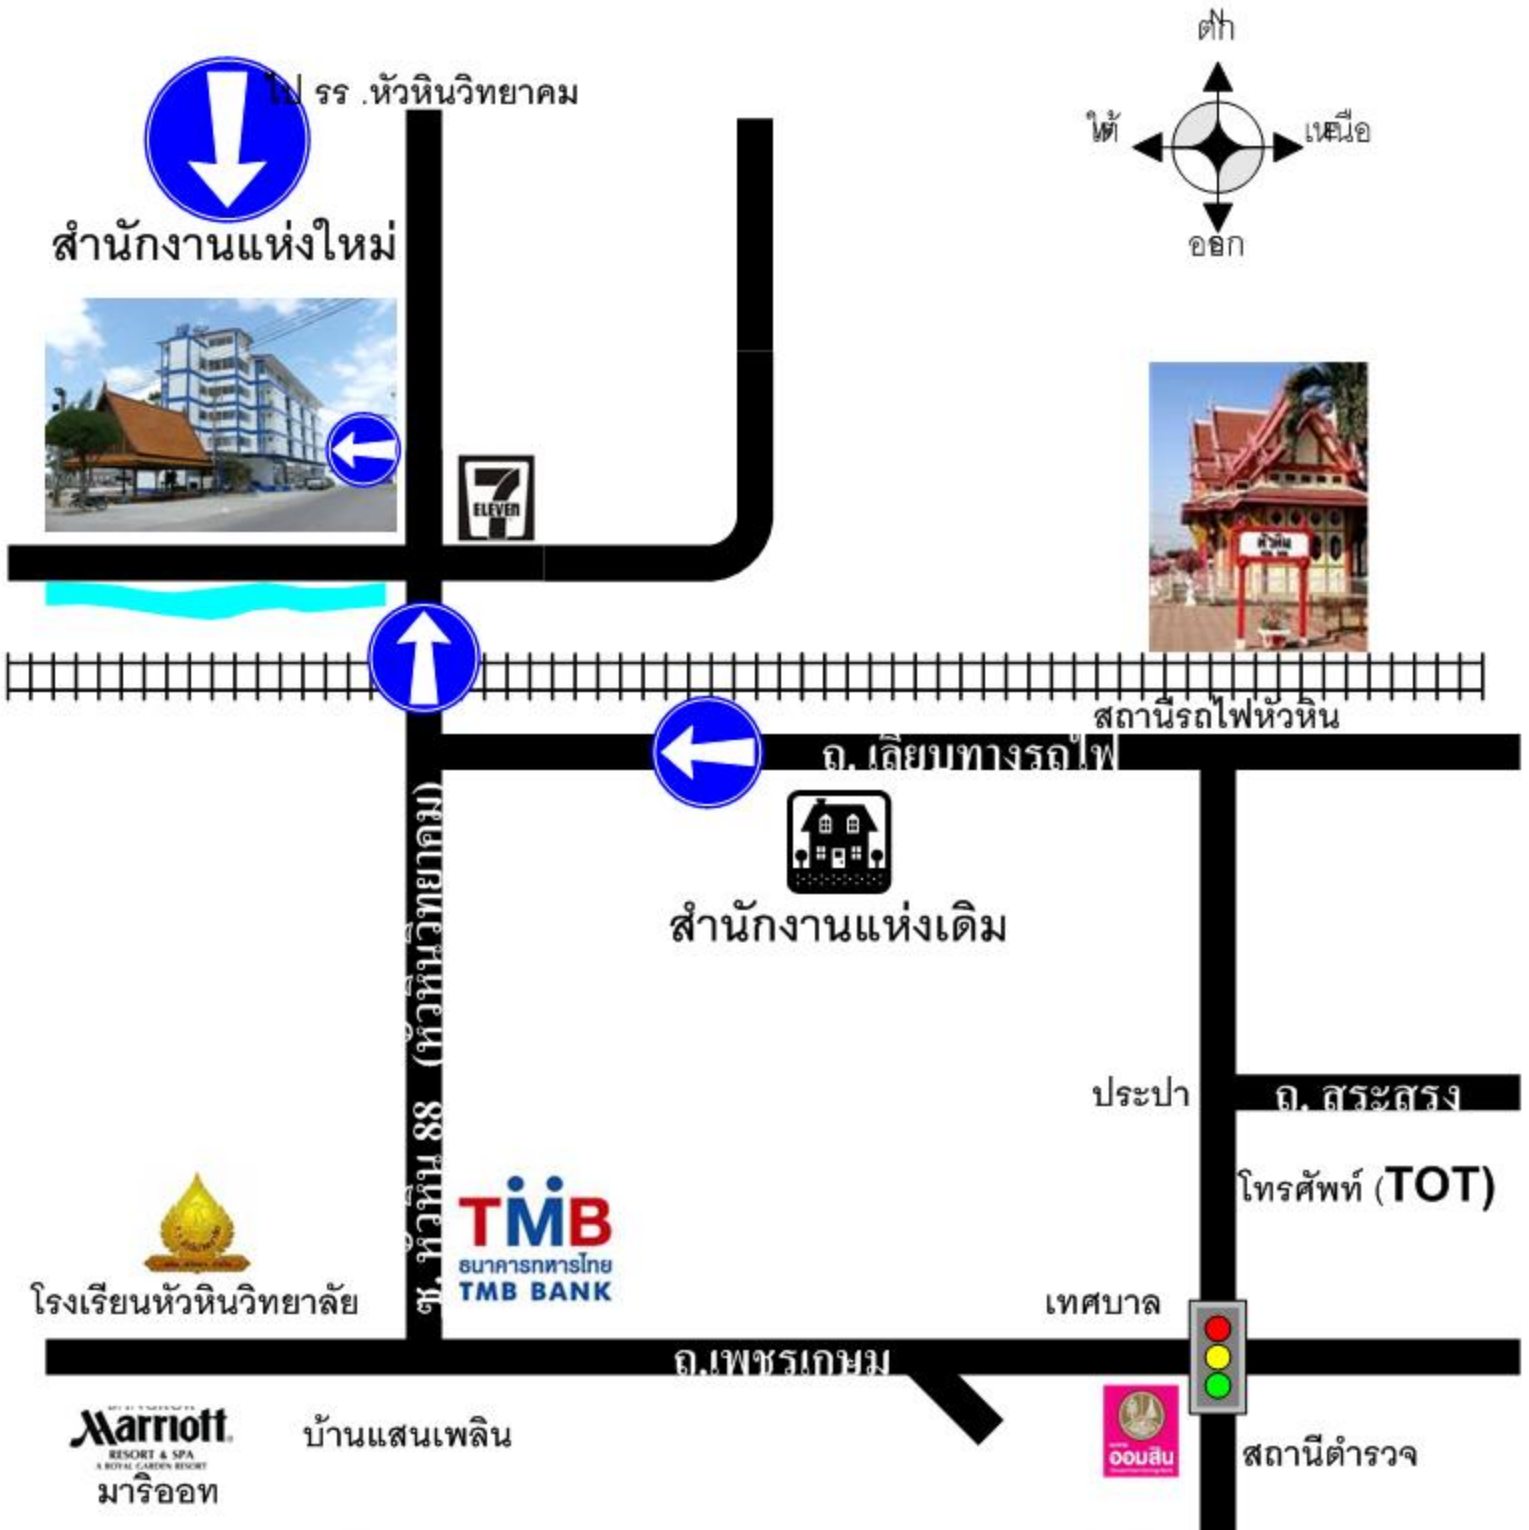 ตก
ไป รร .หัวหินวิทยาคม
ใต้
เหนือ
ออก
สำนักงานแห่งใหม่
7
ELEVEN
หัวหิน
สถานีรถไฟหัวหิน
ถ. เลียบทางรถไฟ
สำนักงานแห่งเดิม
ซ. หัวหิน 88 (หัวหินวิทยาลัย)
ประปา
ถ. สระสรง
โทรศัพท์ (TOT)
TMB
ธนาคารทหารไทย
TMB BANK
โรงเรียนหัวหินวิทยาลัย
เทศบาล
ถ.เพชรเกษม
Marriott
RESORT & SPA
A ROYAL GARDEN RESORT
มาริออท
บ้านแสนเพลิน
ออมสิน
สถานีตำรวจ